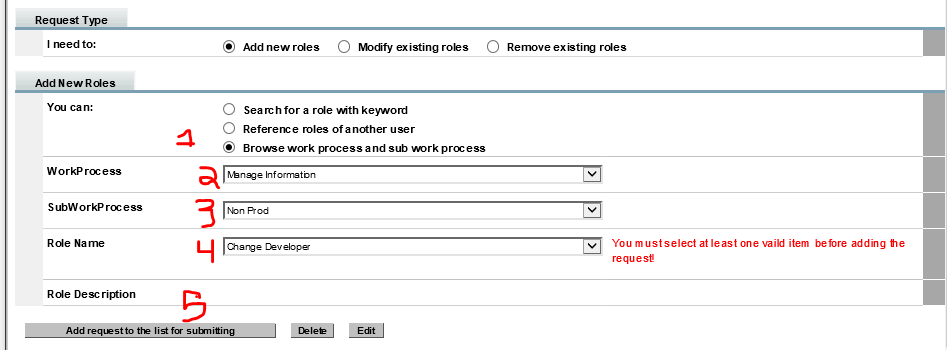 Request Type
I need to: Add new roles Modify existing roles Remove existing roles
Add New Roles
You can: Search for a role with keyword
Reference roles of another user
1 Browse work process and sub work process
WorkProcess 2 Manage Information
SubWorkProcess 3 Non Prod
Role Name 4 Change Developer You must select at least one vaild item before adding the
request!
Role Description 5
Add request to the list for submitting Delete Edit